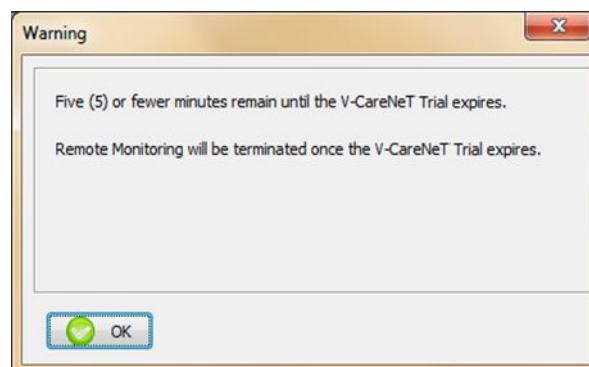 Warning
Five (5) or fewer minutes remain until the V-CareNeT Trial expires.
Remote Monitoring will be terminated once the V-CareNeT Trial expires.
OK